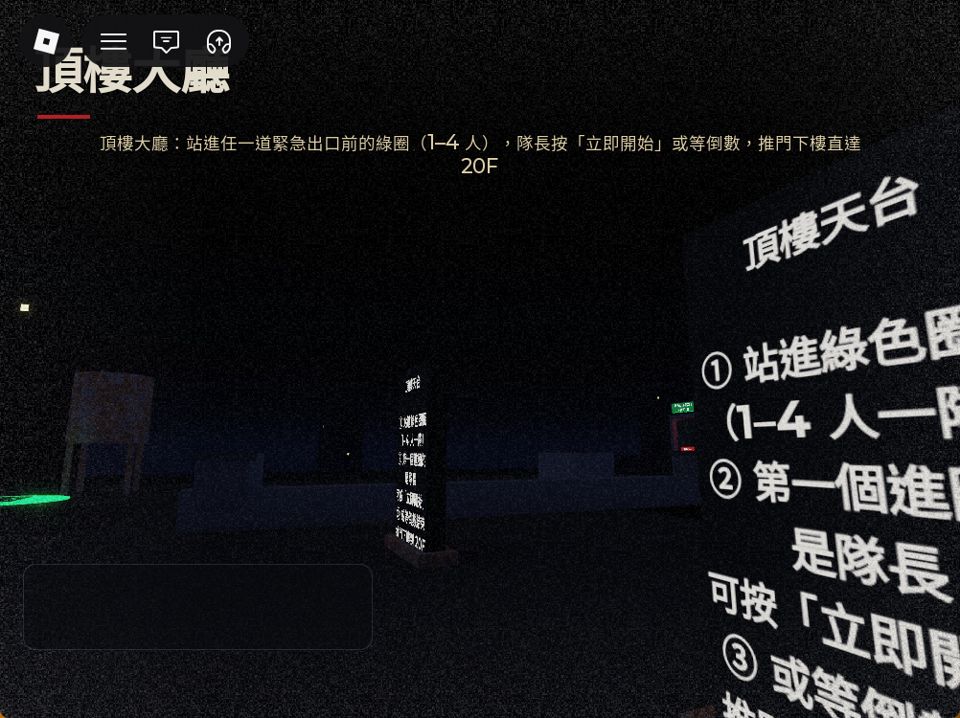 頂樓大廳
頂樓大廳：站進任一道緊急出口前的綠圈（1–4 人），隊長按「立即開始」或等倒數，推門下樓直達
20F
頂樓天台
① 站進綠色圈
（1–4 人一隊
② 第一個進
是隊長
可按「立即開
③ 或等倒